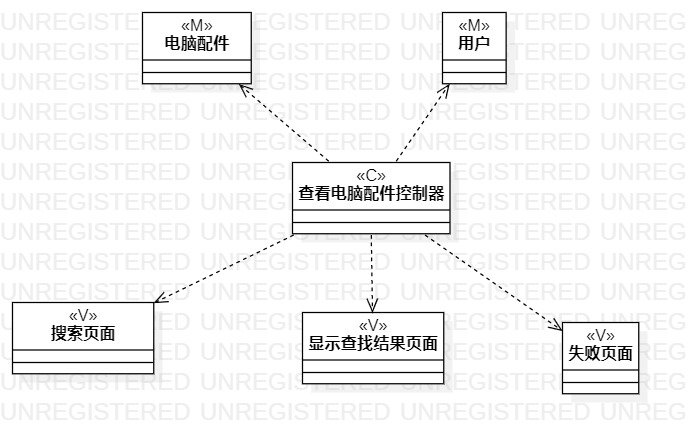 «M»
电脑配件
«M»
用户
«C»
查看电脑配件控制器
«V»
搜索页面
«V»
显示查找结果页面
«V»
失败页面
UNREGISTERED UNREGISTERED UNREGISTERED UNREG